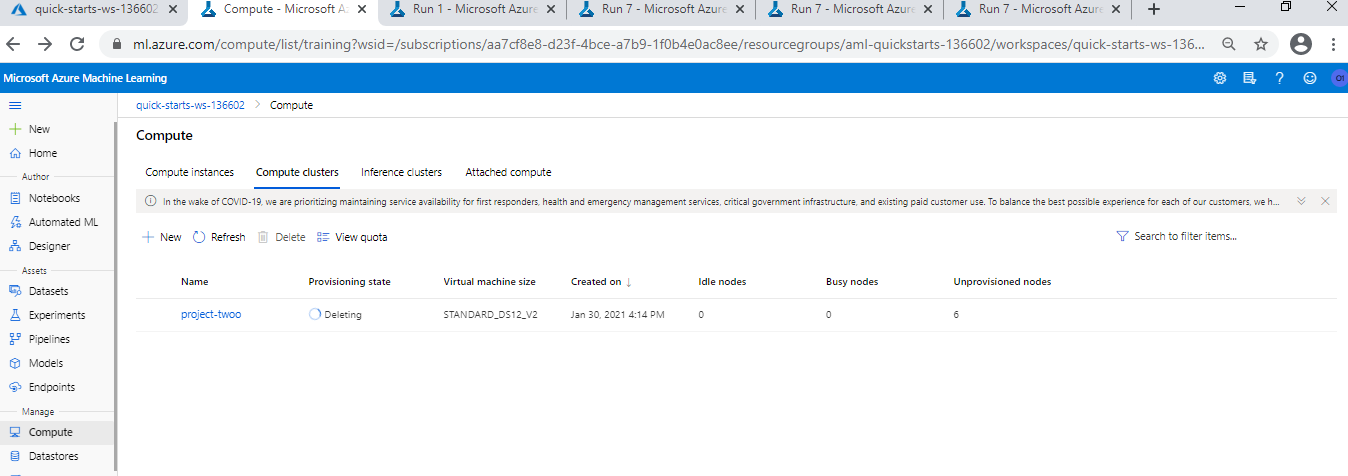 quick-starts-ws-136602
Compute - Microsoft A
Run 1 - Microsoft Azure
Run 7 - Microsoft Azure
Run 7 - Microsoft Azure
Run 7 - Microsoft Azure
ml.azure.com/compute/list/training?wsid=/subscriptions/aa7cf8e8-d23f-4bce-a7b9-1f0b4e0ac8ee/resourcegroups/aml-quickstarts-136602/workspaces/quick-starts-ws-136...
Microsoft Azure Machine Learning
OI
quick-starts-ws-136602 > Compute
New
Home
Author
Notebooks
Automated ML
Designer
Assets
Datasets
Experiments
Pipelines
Models
Endpoints
Manage
Compute
Datastores
Compute
Compute instances Compute clusters Inference clusters Attached compute
In the wake of COVID-19, we are prioritizing maintaining service availability for first responders, health and emergency management services, critical government infrastructure, and existing paid customer use. To balance the best possible experience for each of our customers, we h...
New Refresh Delete View quota Search to filter items...
Name Provisioning state Virtual machine size Created on ↓ Idle nodes Busy nodes Unprovisioned nodes
project-twoo Deleting STANDARD_DS12_V2 Jan 30, 2021 4:14 PM 0 0 6